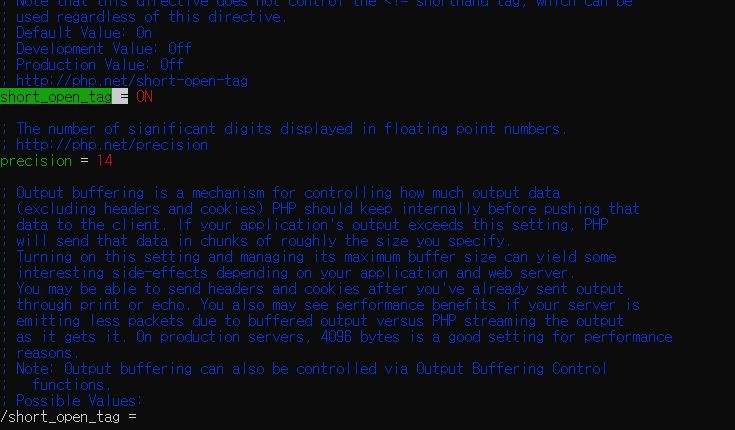 ; Note that this directive does not control the <?= shorthand tag, which can be
; used regardless of this directive.
; Default Value: On
; Development Value: Off
; Production Value: Off
; http://php.net/short-open-tag
short_open_tag = ON
; The number of significant digits displayed in floating point numbers.
; http://php.net/precision
precision = 14
; Output buffering is a mechanism for controlling how much output data
; (excluding headers and cookies) PHP should keep internally before pushing that
; data to the client. If your application's output exceeds this setting, PHP
; will send that data in chunks of roughly the size you specify.
; Turning on this setting and managing its maximum buffer size can yield some
; interesting side-effects depending on your application and web server.
; You may be able to send headers and cookies after you've already sent output
; through print or echo. You also may see performance benefits if your server is
; emitting less packets due to buffered output versus PHP streaming the output
; as it gets it. On production servers, 4096 bytes is a good setting for performance
; reasons.
; Note: Output buffering can also be controlled via Output Buffering Control
;   functions.
; Possible Values:
/short_open_tag =